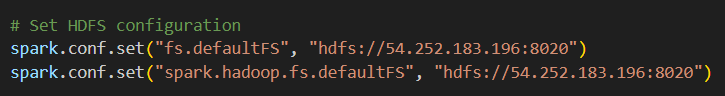 # Set HDFS configuration
spark.conf.set("fs.defaultFS", "hdfs://54.252.183.196:8020")
spark.conf.set("spark.hadoop.fs.defaultFS", "hdfs://54.252.183.196:8020")